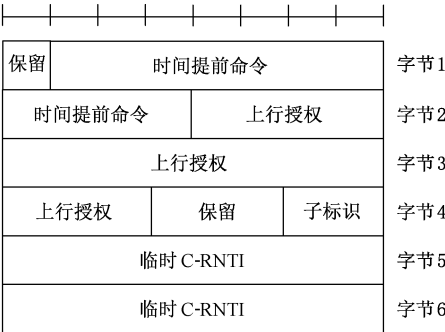 保留 时间提前命令 字节1
时间提前命令 上行授权 字节2
上行授权 字节3
上行授权 保留 子标识 字节4
临时C-RNTI 字节5
临时C-RNTI 字节6